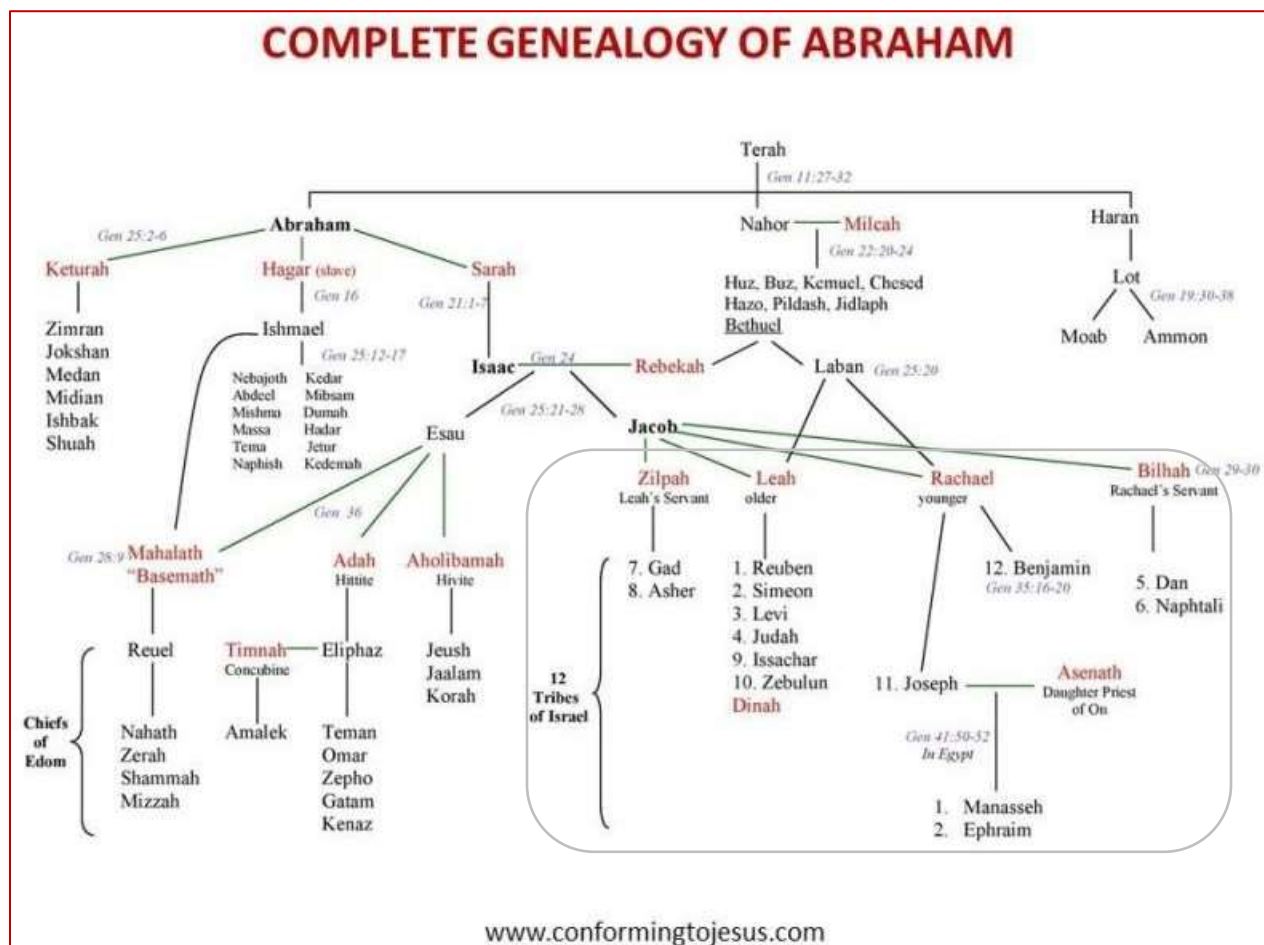 COMPLETE GENEALOGY OF ABRAHAM
Terah
Gen 11:27-32
Abraham
Nahor
Milcah
Haran
Gen 25:2-6
Gen 22:20-24
Keturah
Hagar (slave)
Sarah
Gen 16
Gen 21:1-7
Huz, Buz, Kemuel, Chesed
Hazo, Pildash, Jidlaph
Bethuel
Lot
Gen 19:30-38
Moab
Ammon
Zimran
Jokshan
Medan
Midian
Ishbak
Shuah
Ishmael
Gen 25:12-17
Nebajoth Kedar
Abdeel Mibsam
Mishma Dumah
Massa Hadar
Tema Jetur
Naphish Kedemah
Isaac
Gen 24
Rebekah
Laban
Gen 25:20
Gen 25:21-28
Esau
Jacob
Zilpah
Leah's Servant
Leah
older
Rachael
younger
Bilhah
Gen 29-30
Rachael's Servant
Gen 36
Gen 28:9
Mahalath
"Basemath"
Adah
Hittite
Aholibamah
Hivite
7. Gad
8. Asher
1. Reuben
2. Simeon
3. Levi
4. Judah
9. Issachar
10. Zebulun
Dinah
12. Benjamin
Gen 35:16-20
5. Dan
6. Naphtali
Reuel
Timnah
Concubine
Eliphaz
Jeush
Jaalam
Korah
12
Tribes
of Israel
11. Joseph
Asenath
Daughter Priest
of On
Gen 41:50-52
In Egypt
Chiefs
of
Edom
Nahath
Zerah
Shammah
Mizzah
Amalek
Teman
Omar
Zepho
Gatam
Kenaz
1. Manasseh
2. Ephraim
www.conformingtojesus.com